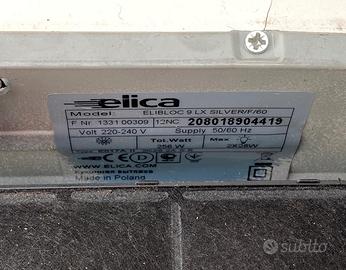 elica
Model: ELIBLOC 9 LX SILVER/F/60
F Nr. 133100309 12NC 208018904419
Volt 220-240 V Supply 50/60 Hz
Tot.Watt Max
256 W 2X28W
WWW.ELICA.COM
Made in Poland
subito